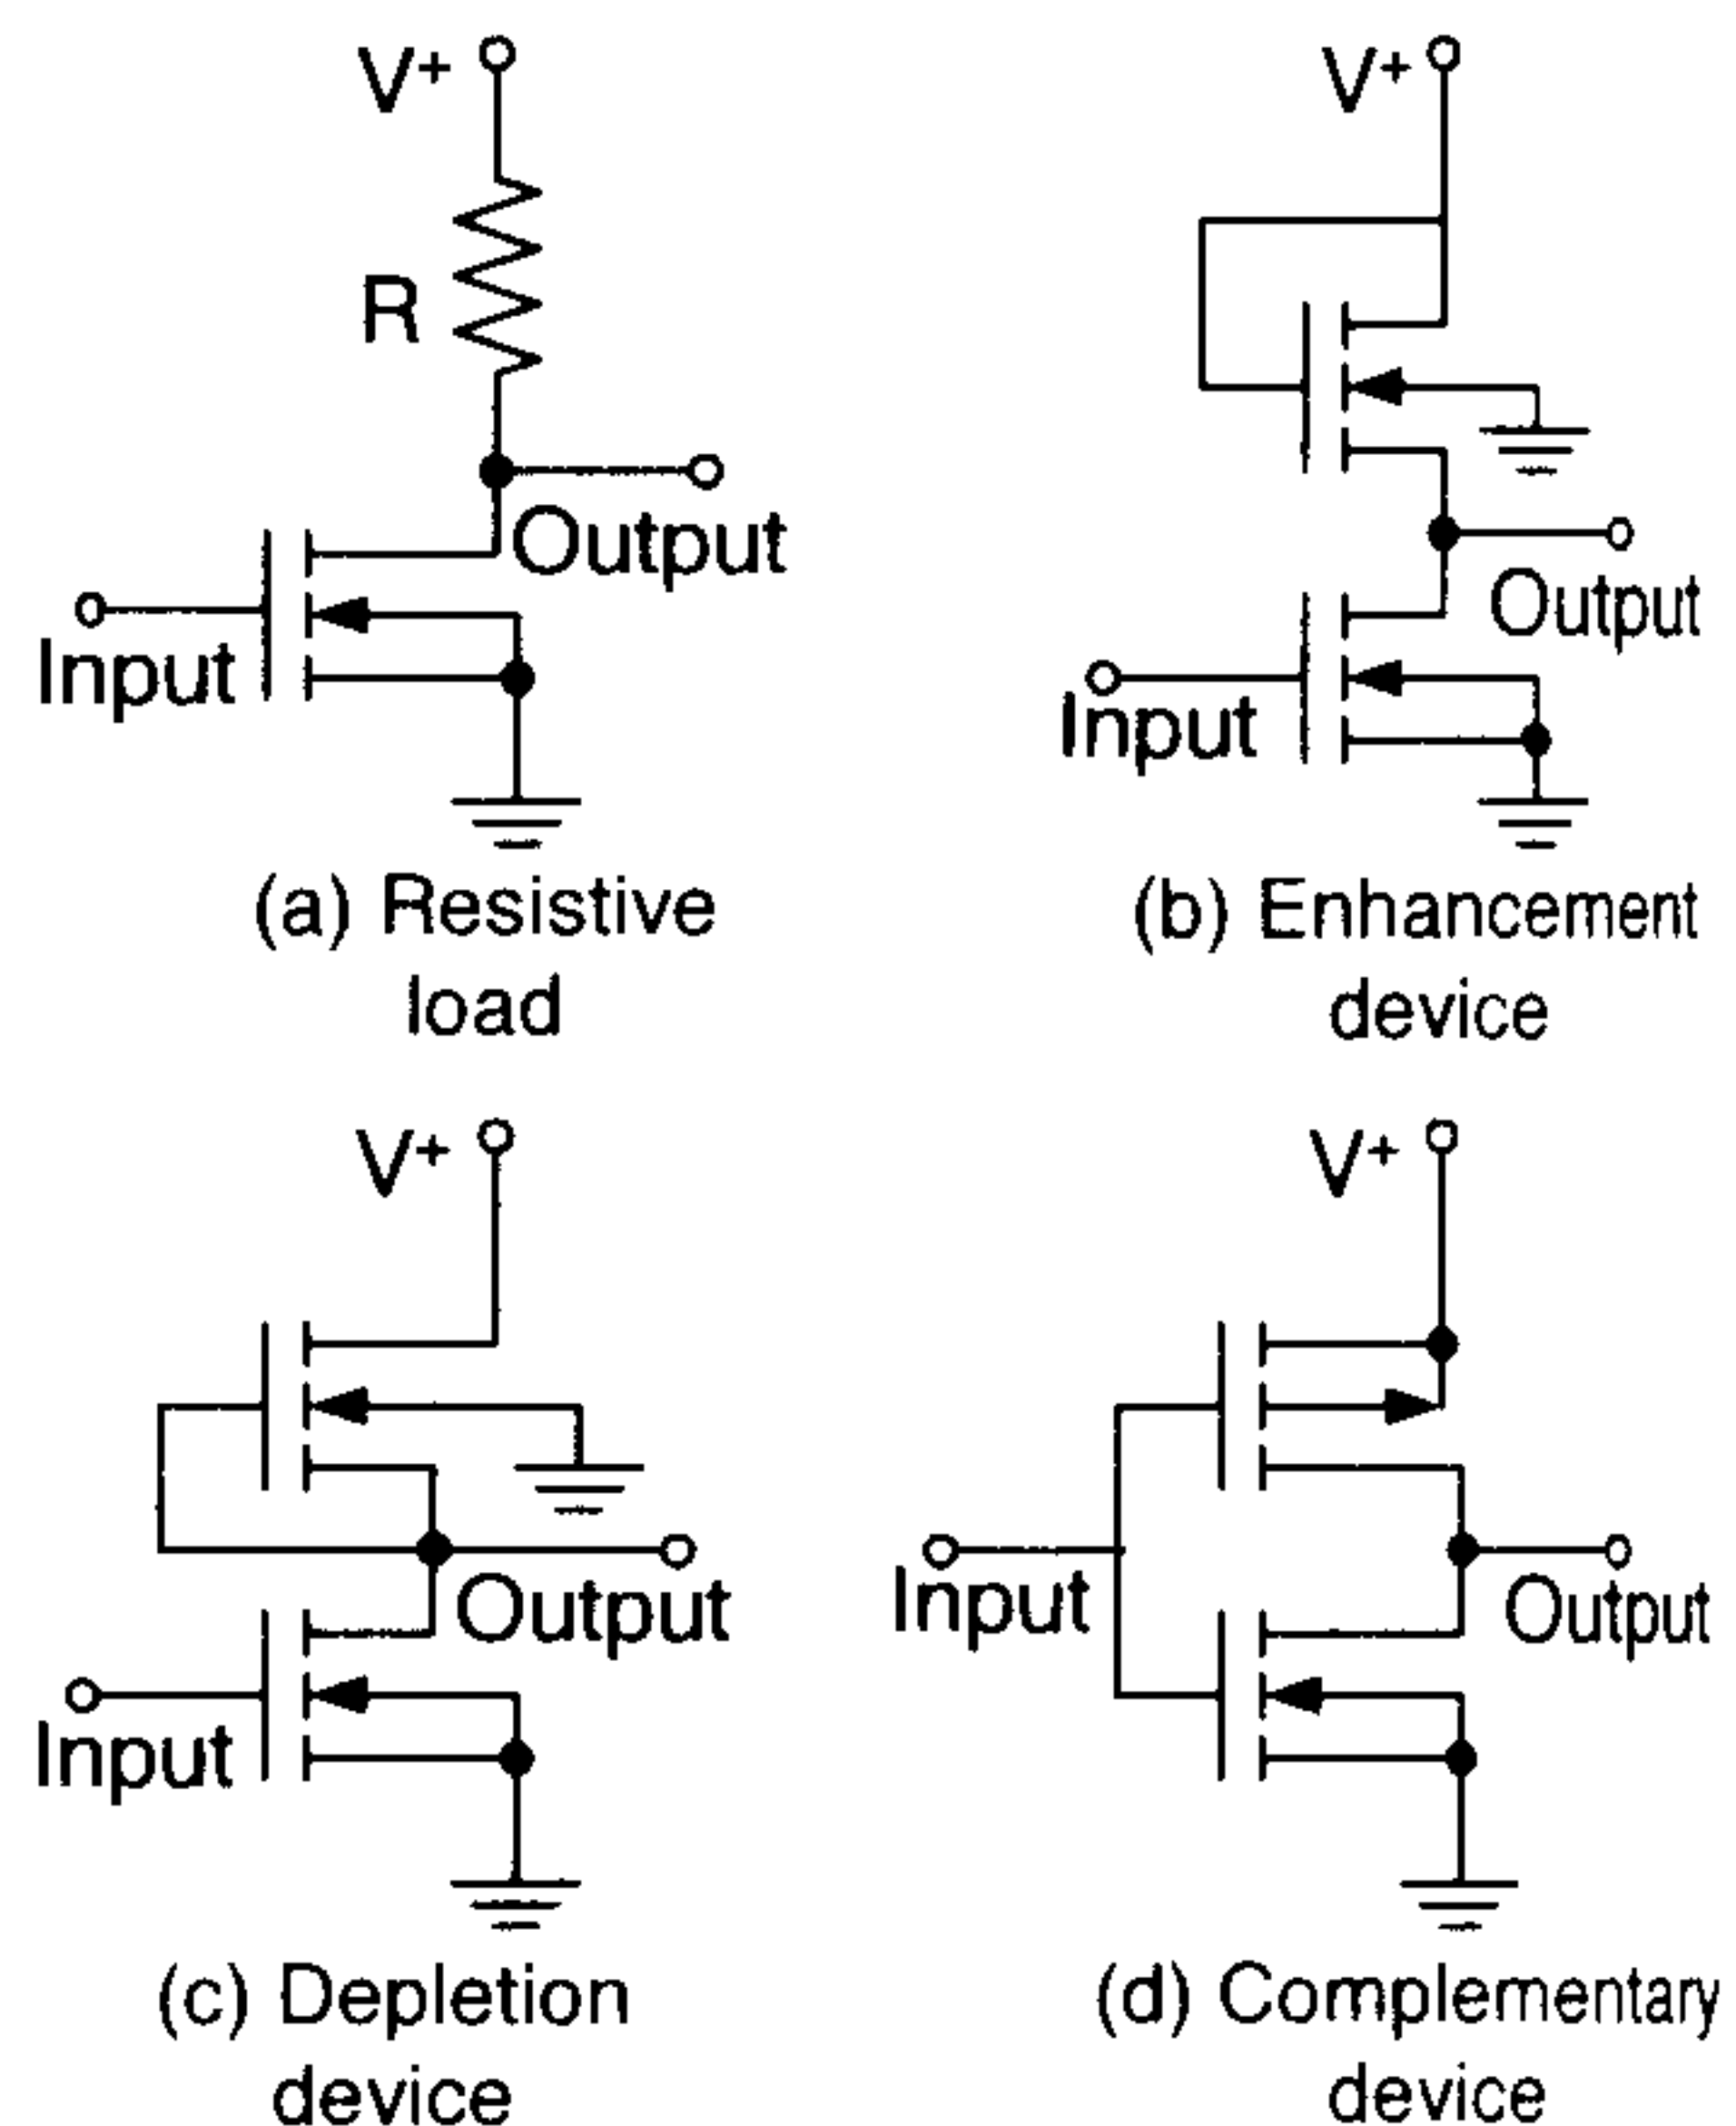 V+
R
Output
Input
(a) Resistive
load
V+
Output
Input
(b) Enhancement
device
V+
Output
Input
(c) Depletion
device
V+
Input
Output
(d) Complementary
device